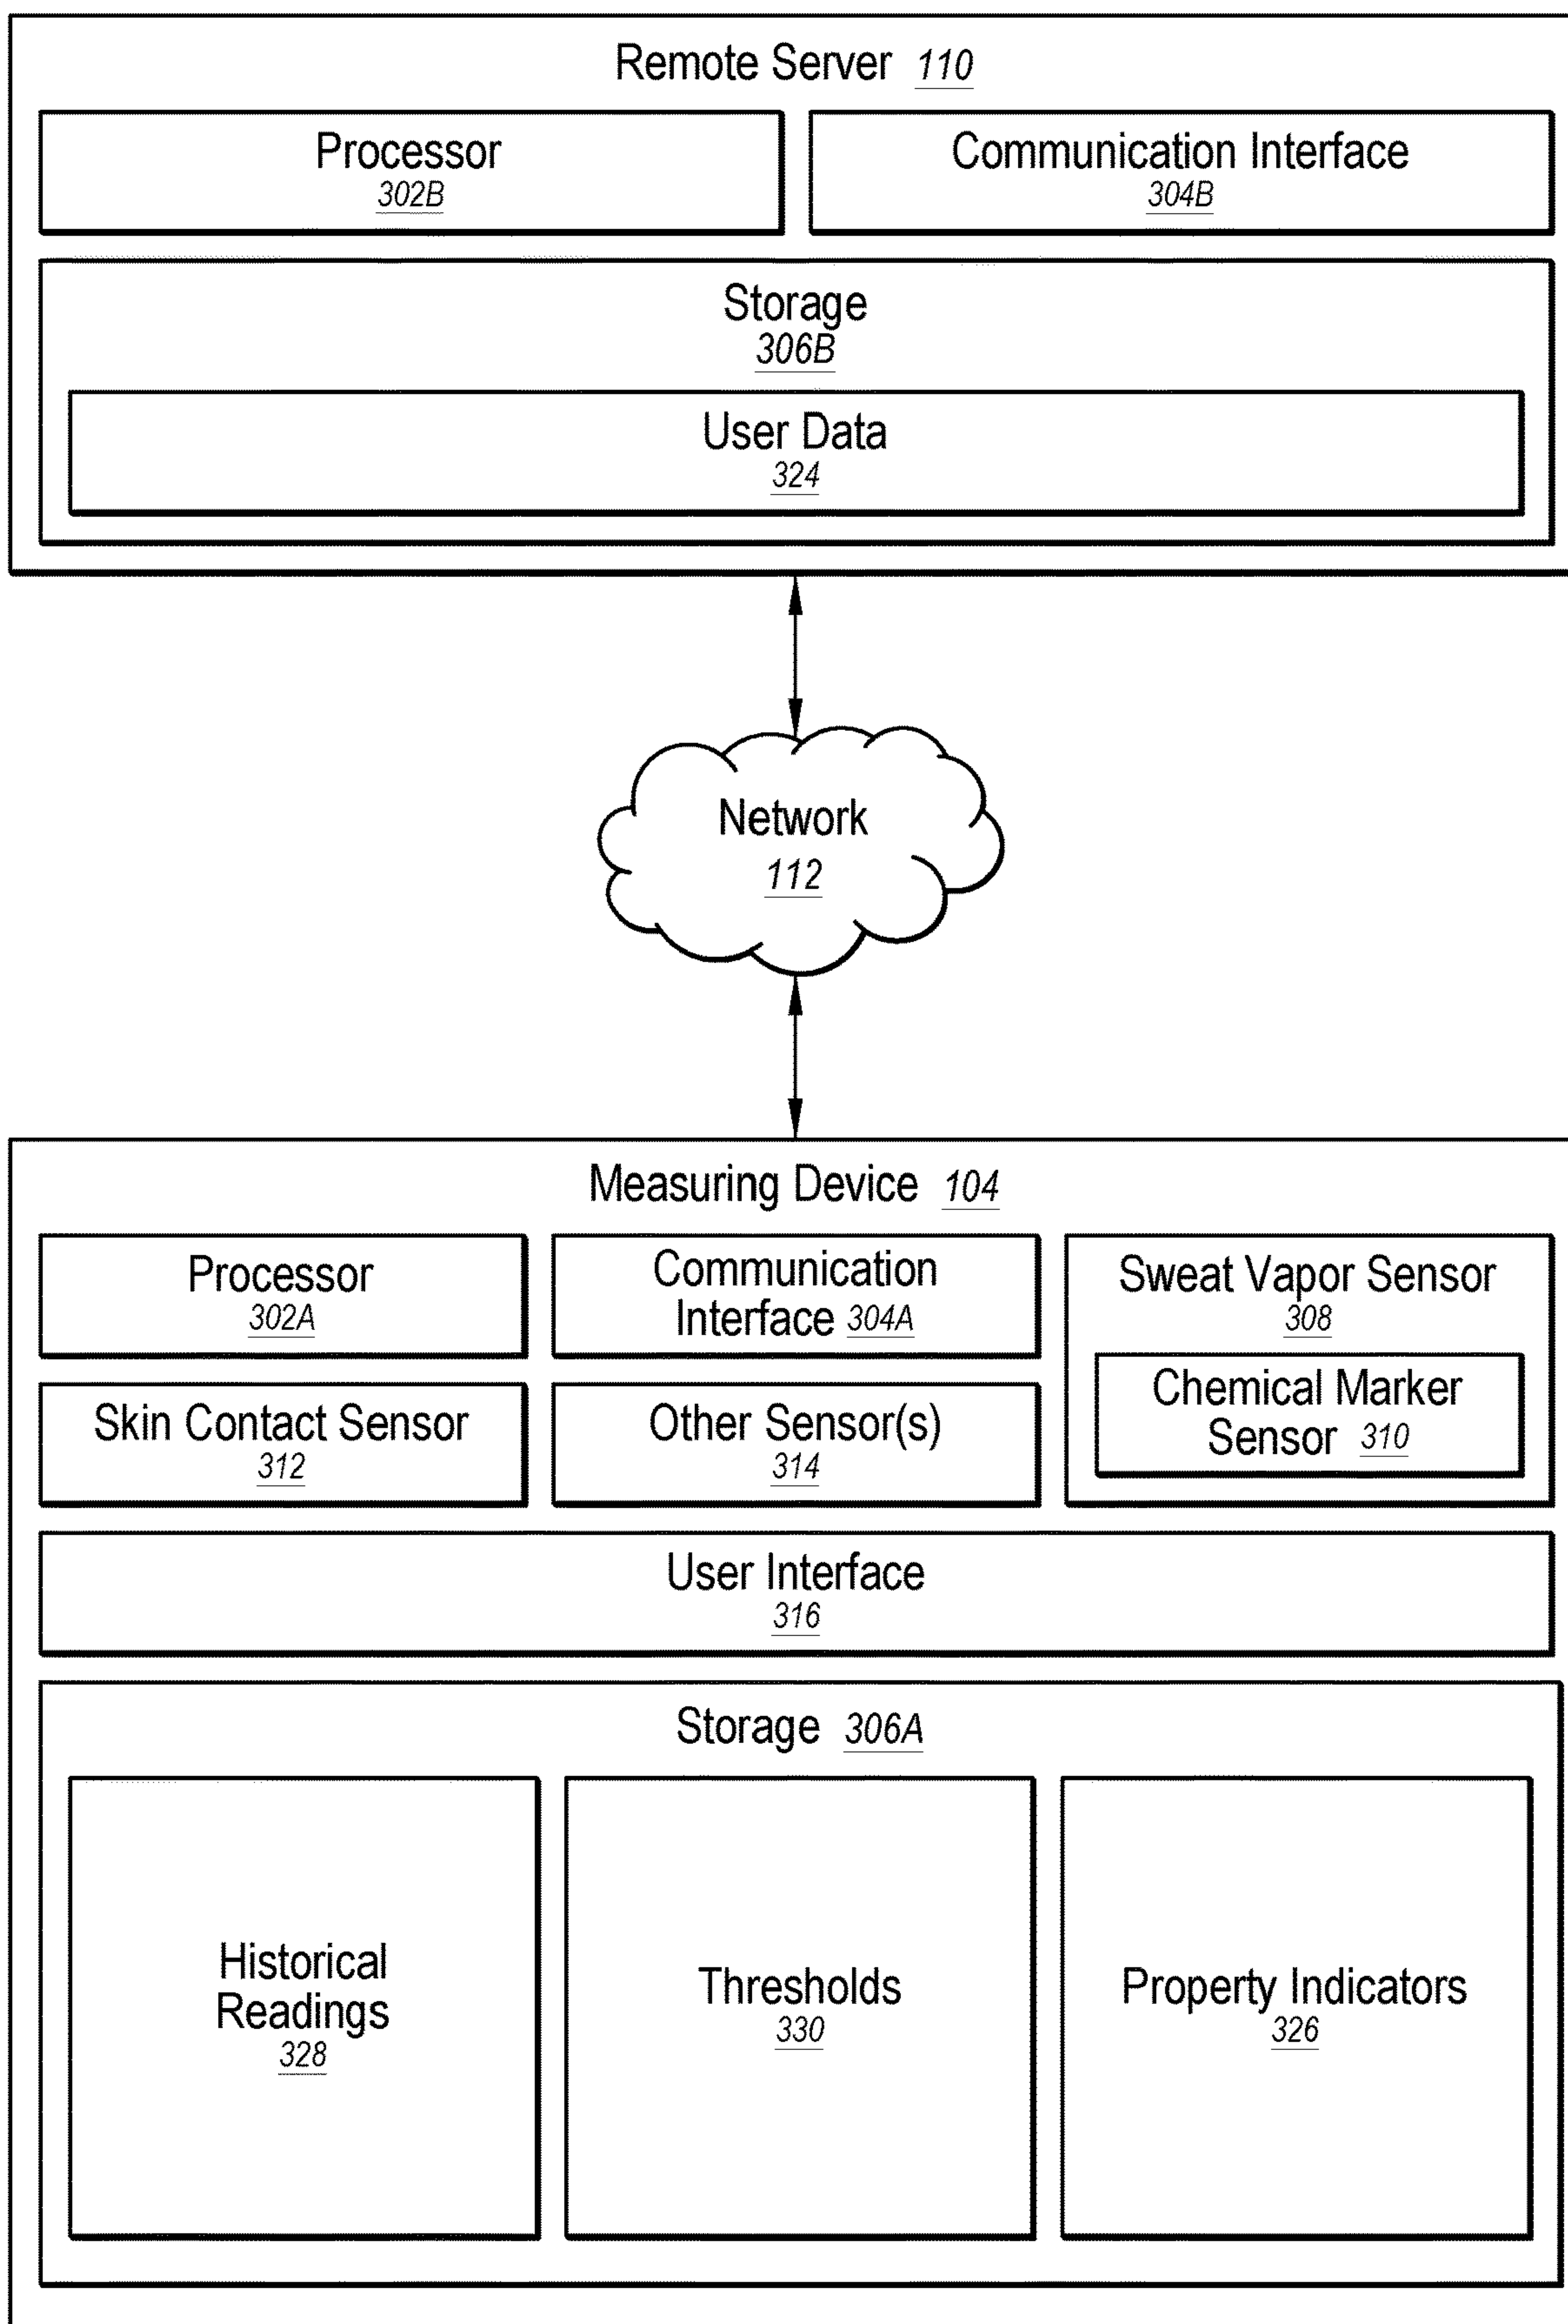 Remote Server 110
Processor
302B
Communication Interface
304B
Storage
306B
User Data
324
Network
112
Measuring Device 104
Processor
302A
Communication
Interface 304A
Sweat Vapor Sensor
308
Chemical Marker
Sensor 310
Skin Contact Sensor
312
Other Sensor(s)
314
User Interface
316
Storage 306A
Historical
Readings
328
Thresholds
330
Property Indicators
326